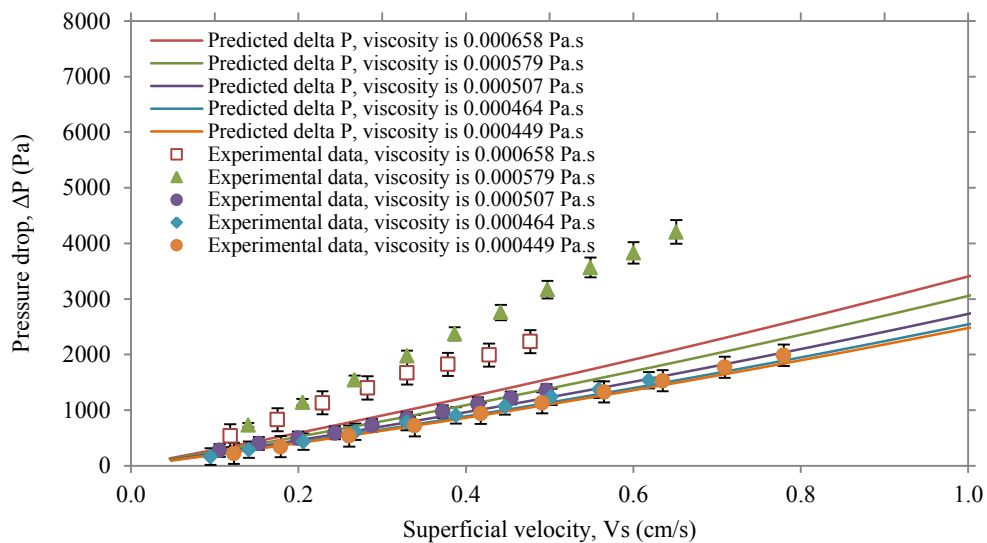 8000
7000
6000
5000
4000
3000
2000
1000
0
Pressure drop, ΔP (Pa)
Predicted delta P, viscosity is 0.000658 Pa.s
Predicted delta P, viscosity is 0.000579 Pa.s
Predicted delta P, viscosity is 0.000507 Pa.s
Predicted delta P, viscosity is 0.000464 Pa.s
Predicted delta P, viscosity is 0.000449 Pa.s
Experimental data, viscosity is 0.000658 Pa.s
Experimental data, viscosity is 0.000579 Pa.s
Experimental data, viscosity is 0.000507 Pa.s
Experimental data, viscosity is 0.000464 Pa.s
Experimental data, viscosity is 0.000449 Pa.s
0.0 0.2 0.4 0.6 0.8 1.0
Superficial velocity, Vs (cm/s)